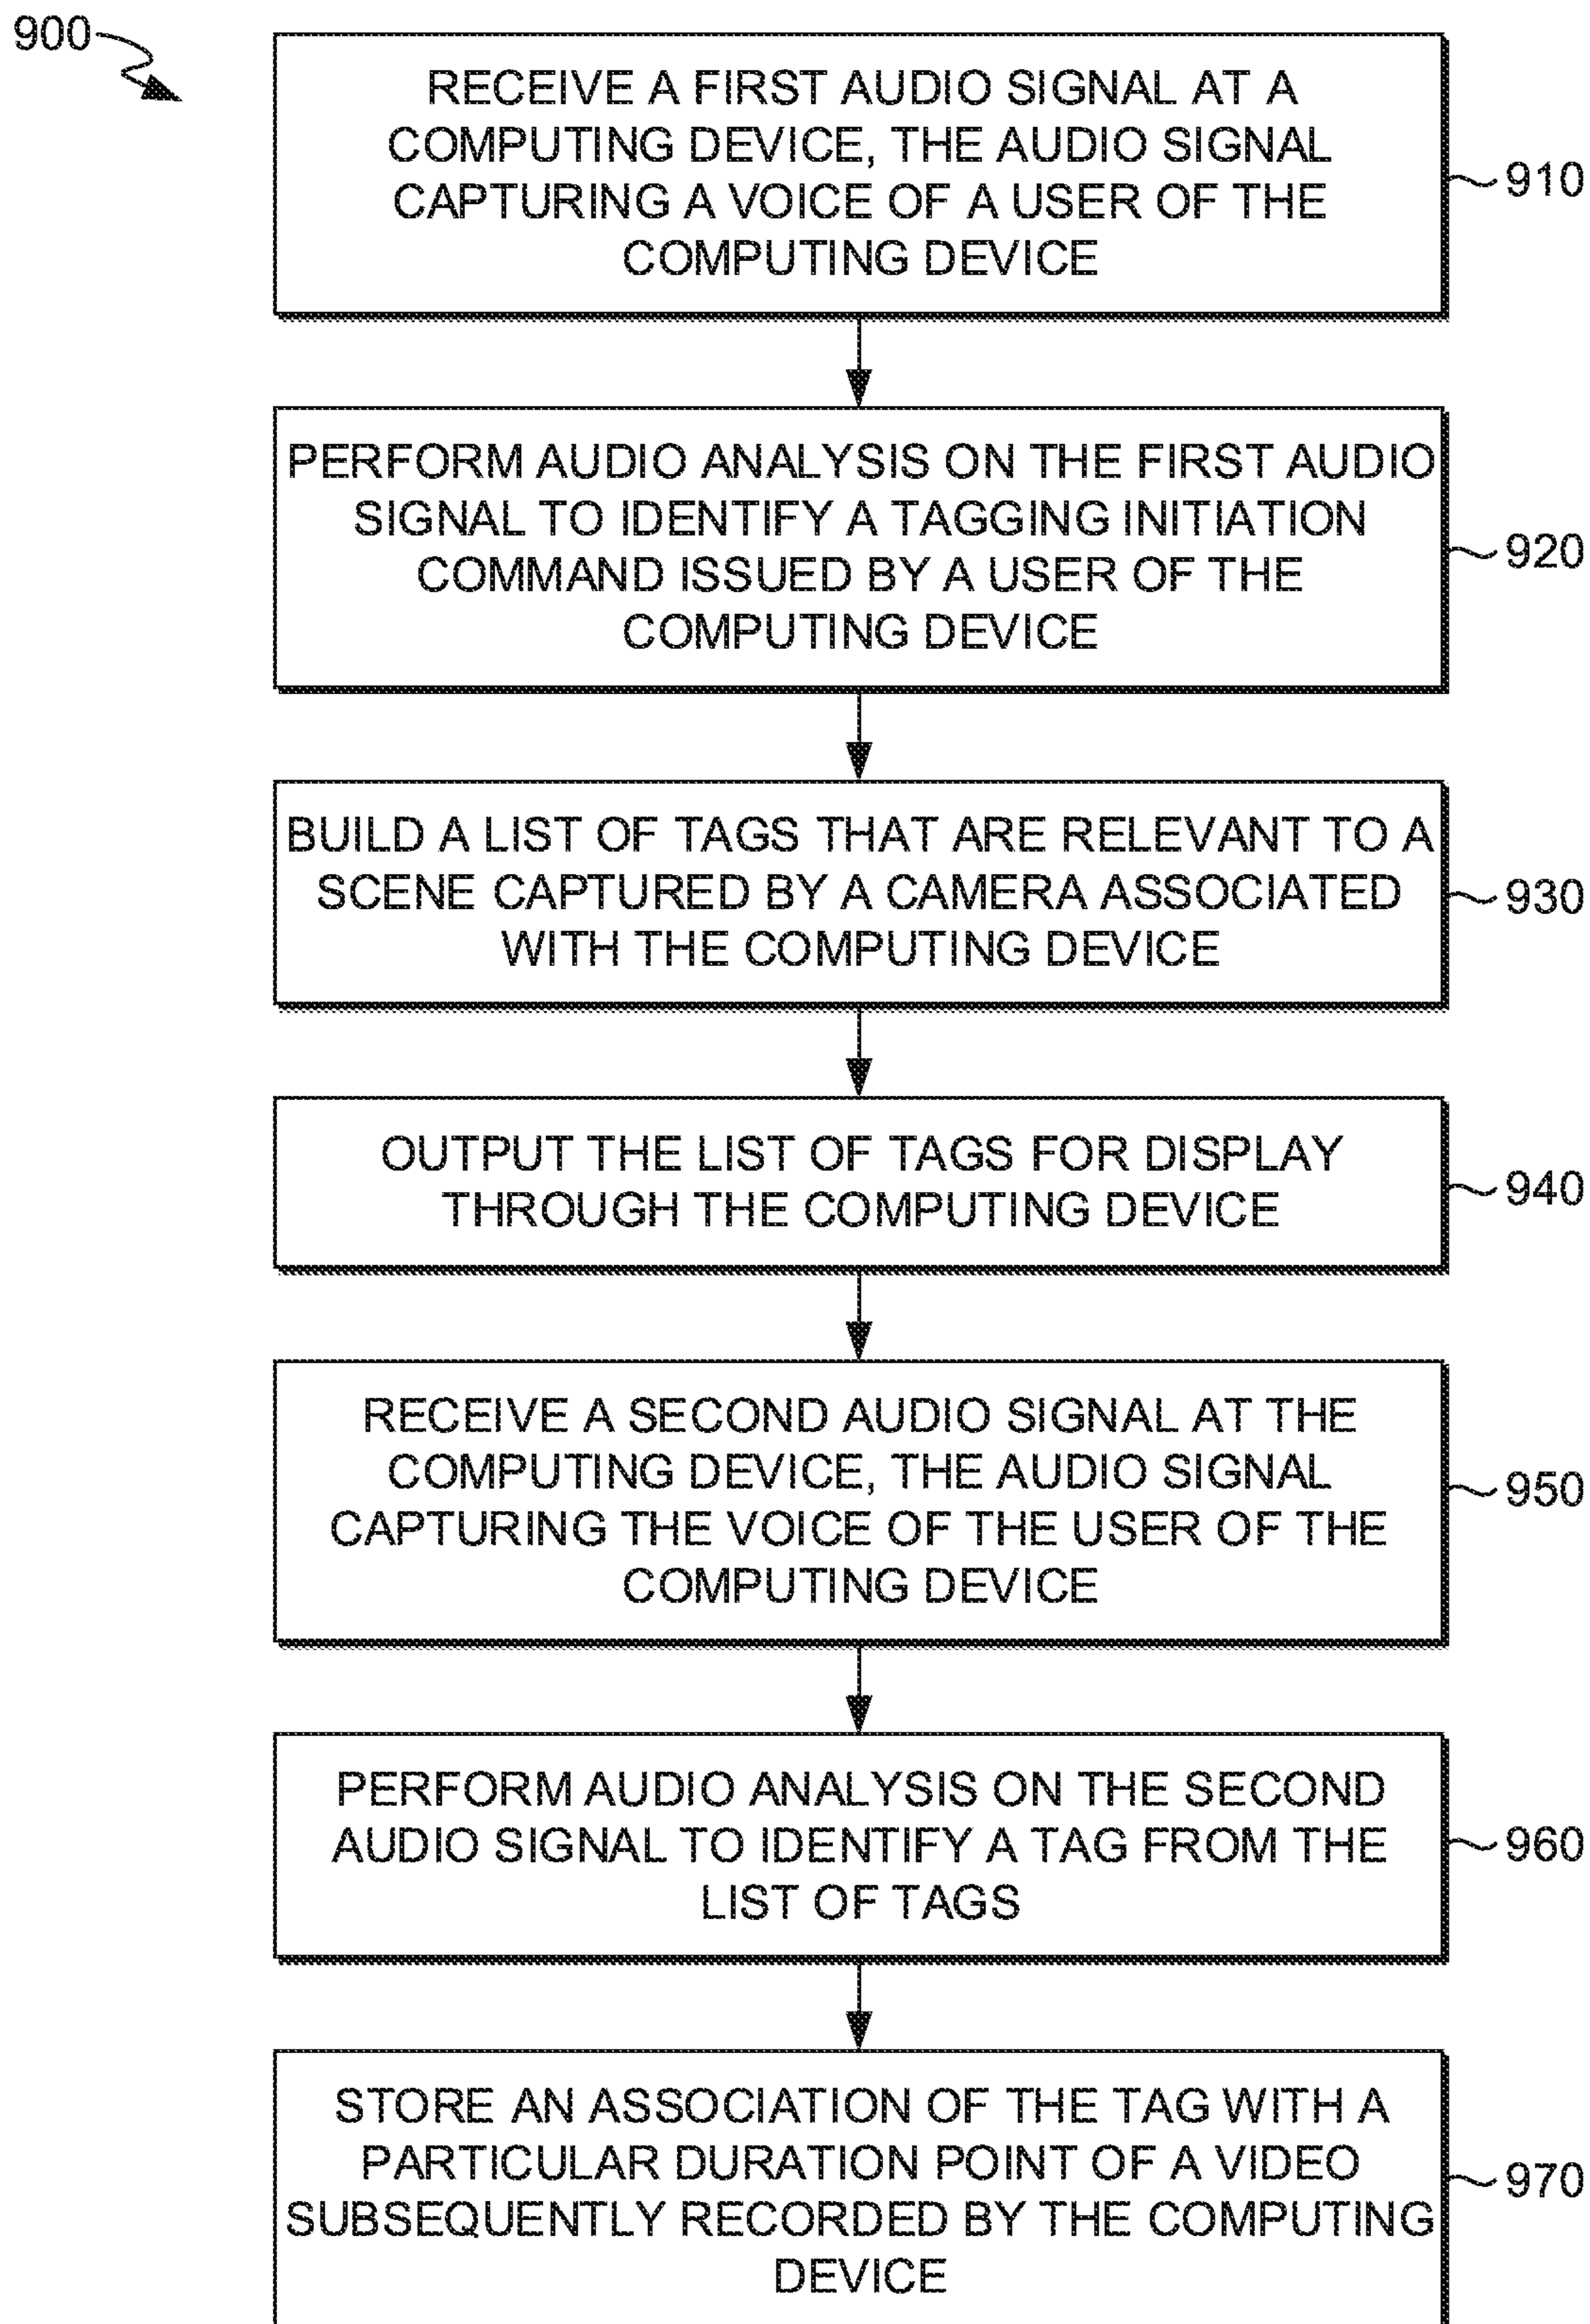 900
RECEIVE A FIRST AUDIO SIGNAL AT A
COMPUTING DEVICE, THE AUDIO SIGNAL
CAPTURING A VOICE OF A USER OF THE
COMPUTING DEVICE
910
PERFORM AUDIO ANALYSIS ON THE FIRST AUDIO
SIGNAL TO IDENTIFY A TAGGING INITIATION
COMMAND ISSUED BY A USER OF THE
COMPUTING DEVICE
920
BUILD A LIST OF TAGS THAT ARE RELEVANT TO A
SCENE CAPTURED BY A CAMERA ASSOCIATED
WITH THE COMPUTING DEVICE
930
OUTPUT THE LIST OF TAGS FOR DISPLAY
THROUGH THE COMPUTING DEVICE
940
RECEIVE A SECOND AUDIO SIGNAL AT THE
COMPUTING DEVICE, THE AUDIO SIGNAL
CAPTURING THE VOICE OF THE USER OF THE
COMPUTING DEVICE
950
PERFORM AUDIO ANALYSIS ON THE SECOND
AUDIO SIGNAL TO IDENTIFY A TAG FROM THE
LIST OF TAGS
960
STORE AN ASSOCIATION OF THE TAG WITH A
PARTICULAR DURATION POINT OF A VIDEO
SUBSEQUENTLY RECORDED BY THE COMPUTING
DEVICE
970